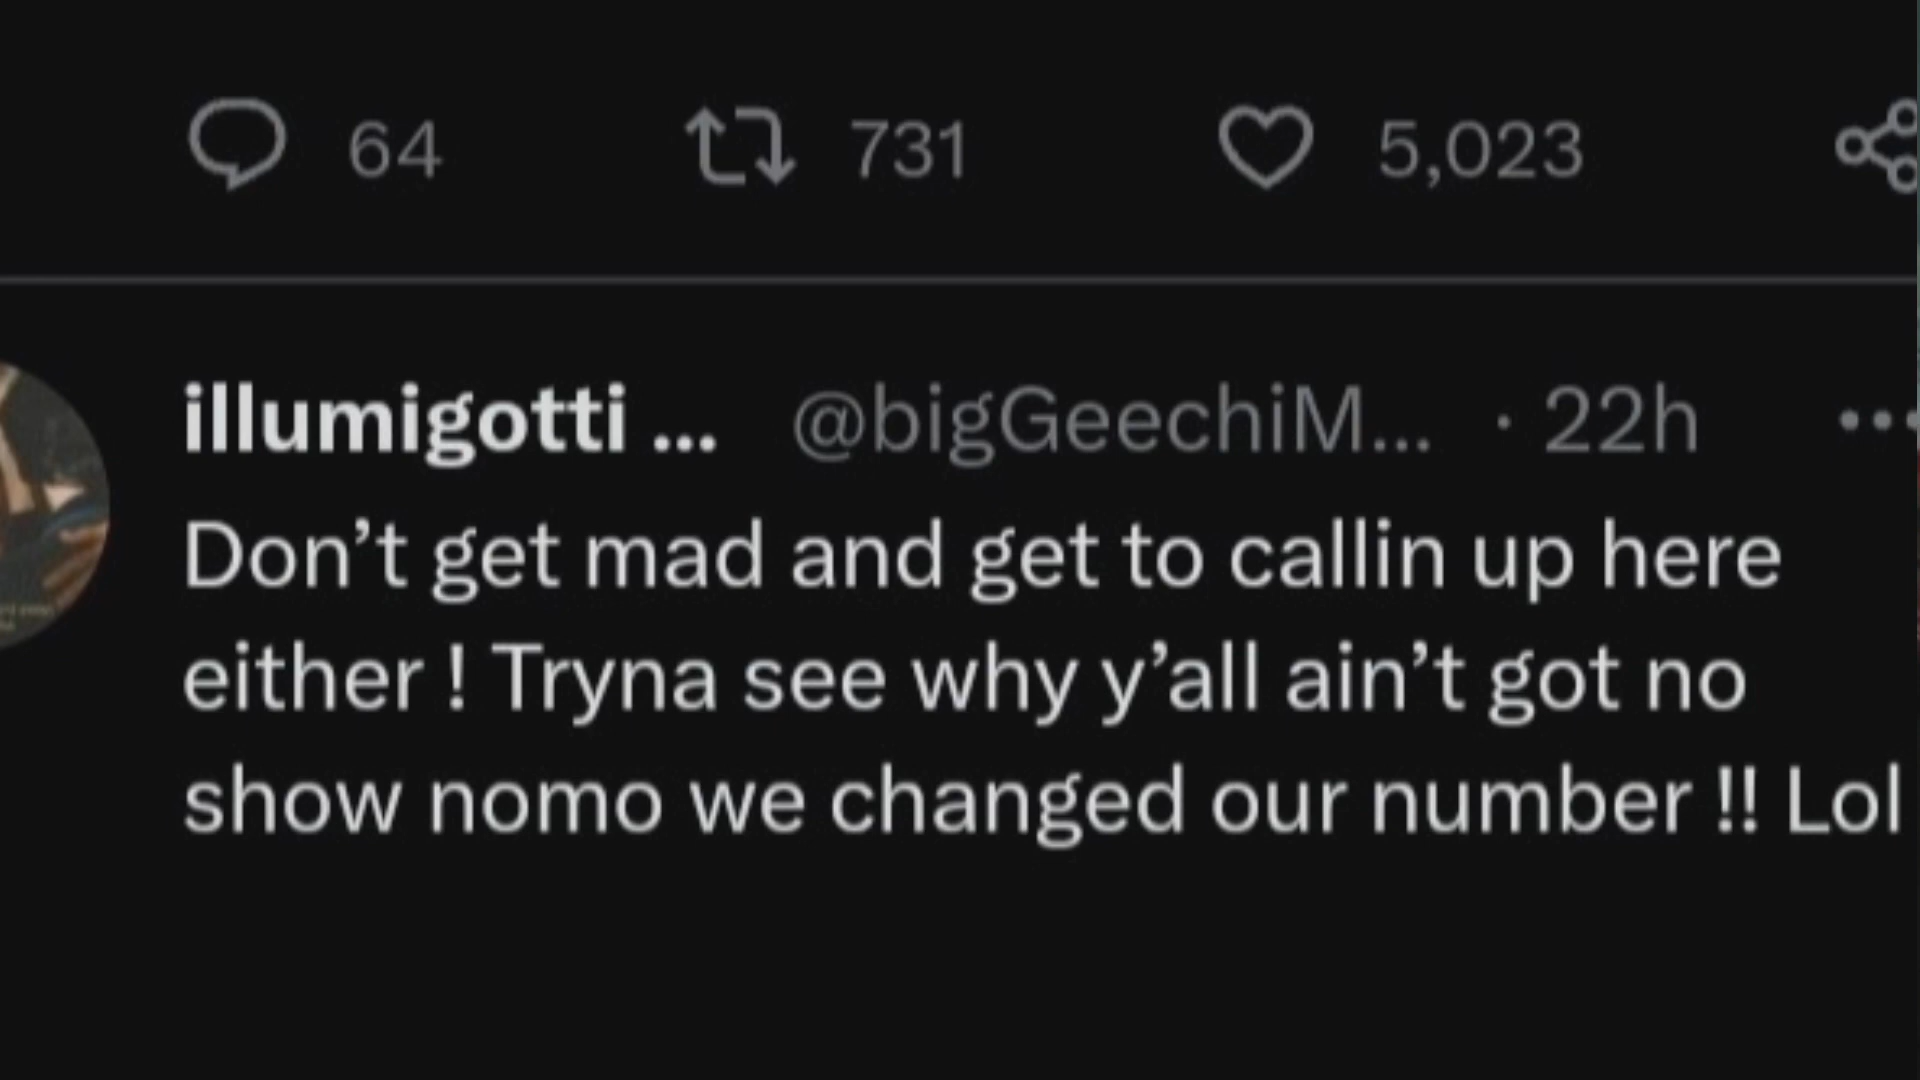 64 731 5,023
illumigotti ... @bigGeechiM... · 22h
Don’t get mad and get to callin up here
either ! Tryna see why y’all ain’t got no
show nomo we changed our number !! Lol